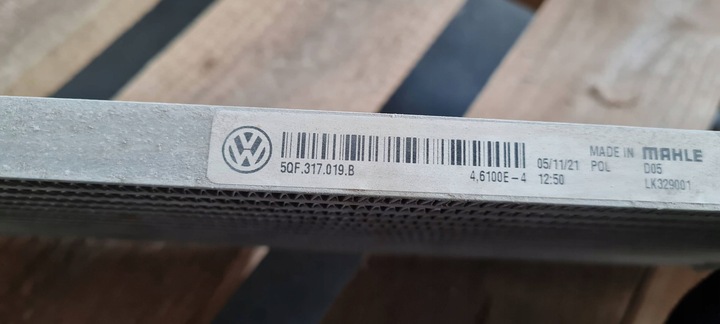 5QF.317.019.B
4,6100E-4
05/11/21
12:50
MADE IN MAHLE
POL D05
LK329001